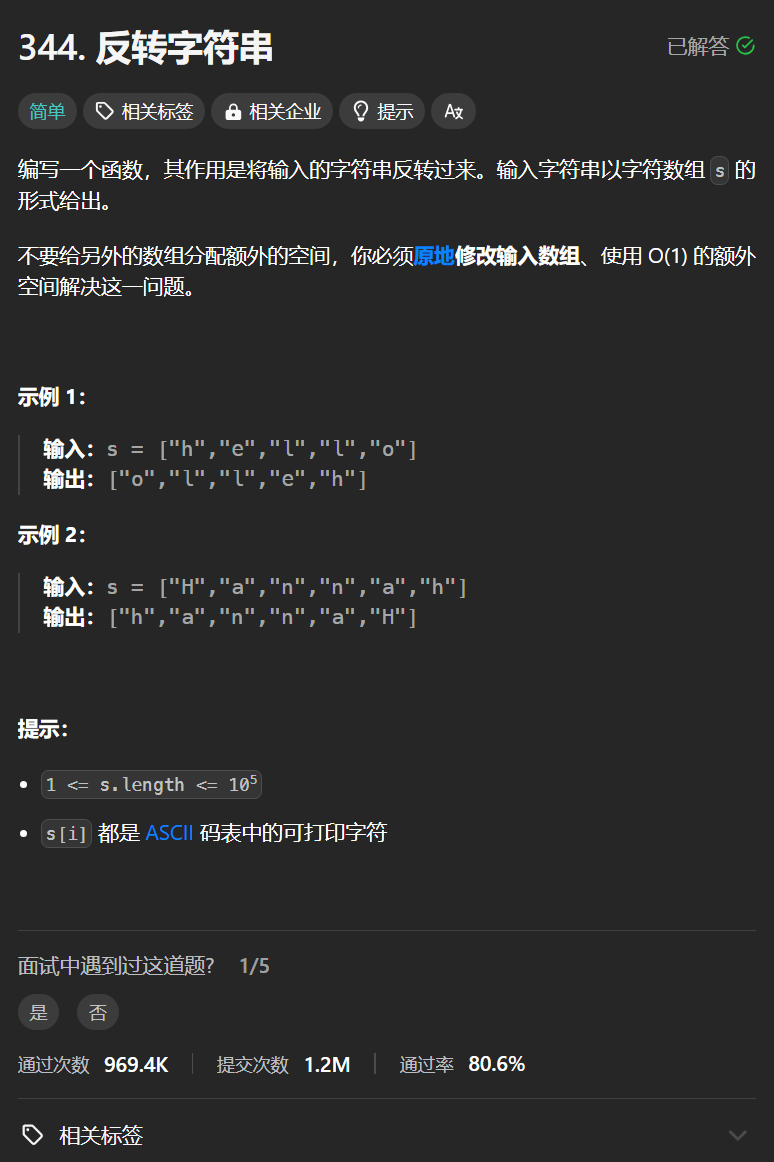 344. 反转字符串
已解答
简单 相关标签 相关企业 提示 A文
编写一个函数，其作用是将输入的字符串反转过来。输入字符串以字符数组 s 的
形式给出。
不要给另外的数组分配额外的空间，你必须原地修改输入数组、使用 O(1) 的额外
空间解决这一问题。
示例 1：
输入：s = ["h","e","l","l","o"]
输出：["o","l","l","e","h"]
示例 2：
输入：s = ["H","a","n","n","a","h"]
输出：["h","a","n","n","a","H"]
提示：
1 <= s.length <= 10⁵
s[i] 都是 ASCII 码表中的可打印字符
面试中遇到过这道题? 1/5
是 否
通过次数 969.4K 提交次数 1.2M 通过率 80.6%
相关标签